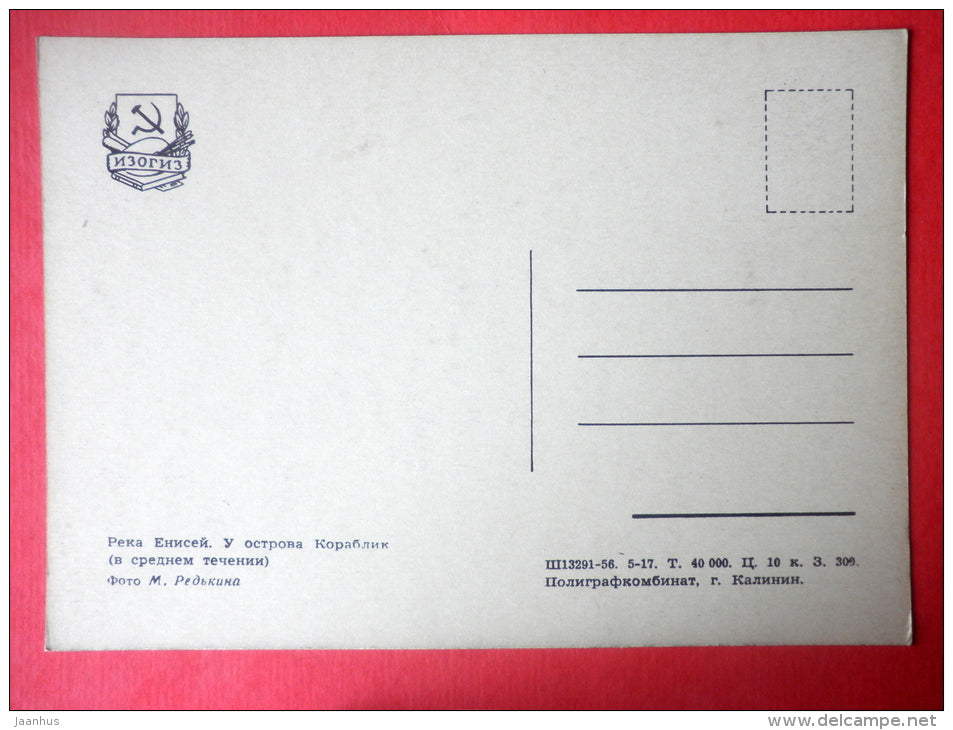 ИЗОГИЗ
Река Енисей. У острова Кораблик
(в среднем течении)
Фото М. Редькина
Ш13291-56. 5-17. Т. 40 000. Ц. 10 к. З. 309.
Полиграфкомбинат, г. Калинин.
jaanhus
www.delcampe.net